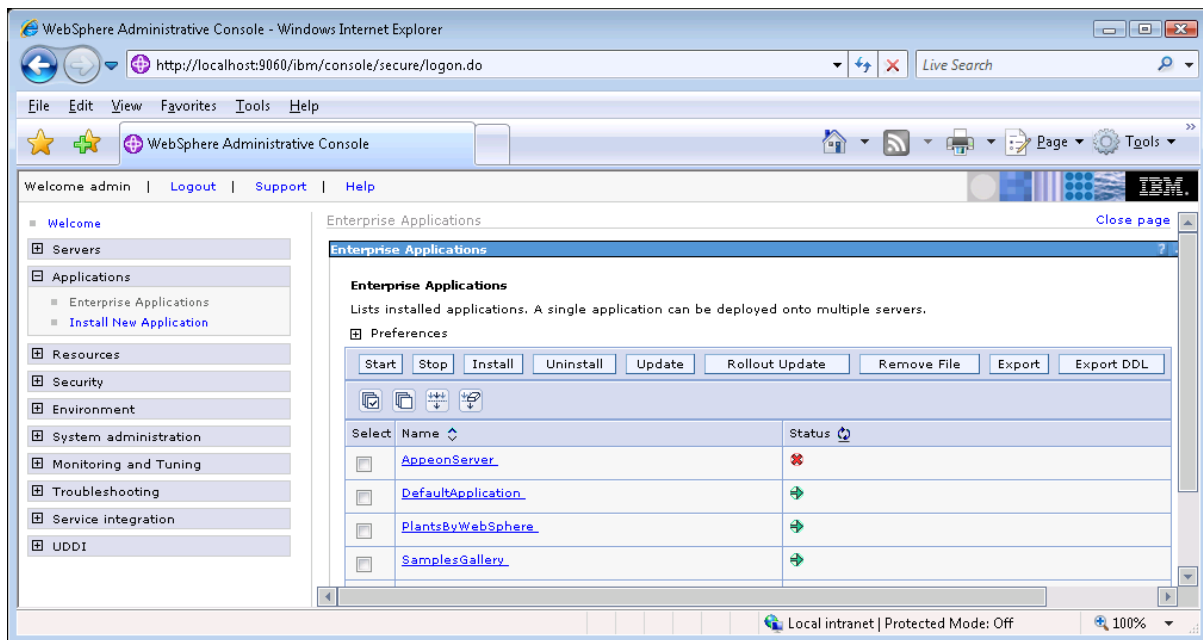 WebSphere Administrative Console - Windows Internet Explorer
http://localhost:9060/ibm/console/secure/logon.do
Live Search
File Edit View Favorites Tools Help
WebSphere Administrative Console
Page Tools
Welcome admin | Logout | Support | Help
IBM.
Welcome
Servers
Applications
Enterprise Applications
Install New Application
Resources
Security
Environment
System administration
Monitoring and Tuning
Troubleshooting
Service integration
UDDI
Enterprise Applications
Close page
Enterprise Applications
?
Enterprise Applications
Lists installed applications. A single application can be deployed onto multiple servers.
Preferences
Start Stop Install Uninstall Update Rollout Update Remove File Export Export DDL
Select Name Status
AppeonServer
DefaultApplication
PlantsByWebSphere
SamplesGallery
Local intranet | Protected Mode: Off
100%